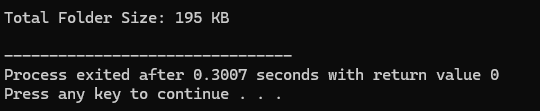 Total Folder Size: 195 KB
--------------------------------
Process exited after 0.3007 seconds with return value 0
Press any key to continue . . .